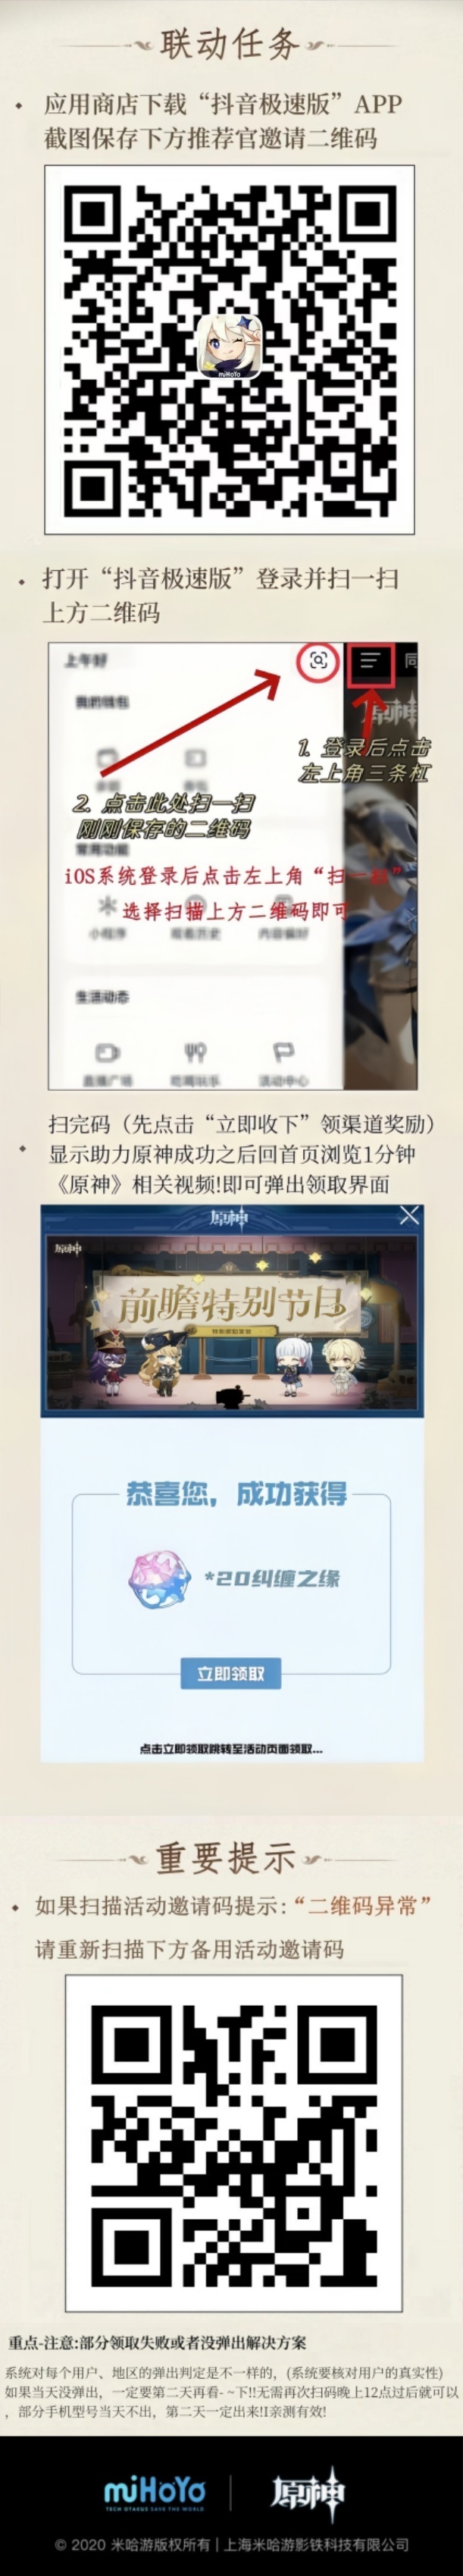 联动任务
应用商店下载“抖音极速版”APP
截图保存下方推荐官邀请二维码
miHoYo
打开“抖音极速版”登录并扫一扫
上方二维码
上午好
我的钱包
1. 登录后点击
左上角三条杠
2. 点击此处扫一扫
刚刚保存的二维码
常用功能
iOS系统登录后点击左上角“扫一扫”
选择扫描上方二维码即可
小程序
观看历史
内容偏好
生活动态
直播广场
吃喝玩乐
活动中心
扫完码（先点击“立即收下”领渠道奖励）
显示助力原神成功之后回首页浏览1分钟
《原神》相关视频!即可弹出领取界面
原神
原神
前瞻特别节目
恭喜您，成功获得
*20纠缠之缘
立即领取
点击立即领取跳转至活动页面领取...
重要提示
如果扫描活动邀请码提示：“二维码异常”
请重新扫描下方备用活动邀请码
重点-注意:部分领取失败或者没弹出解决方案
系统对每个用户、地区的弹出判定是不一样的，(系统要核对用户的真实性)
如果当天没弹出，一定要第二天再看- ~下!!无需再次扫码晚上12点过后就可以
，部分手机型号当天不出，第二天一定出来!I亲测有效!
miHoYo
TECH OTAKUS SAVE THE WORLD
原神
© 2020 米哈游版权所有 | 上海米哈游影铁科技有限公司